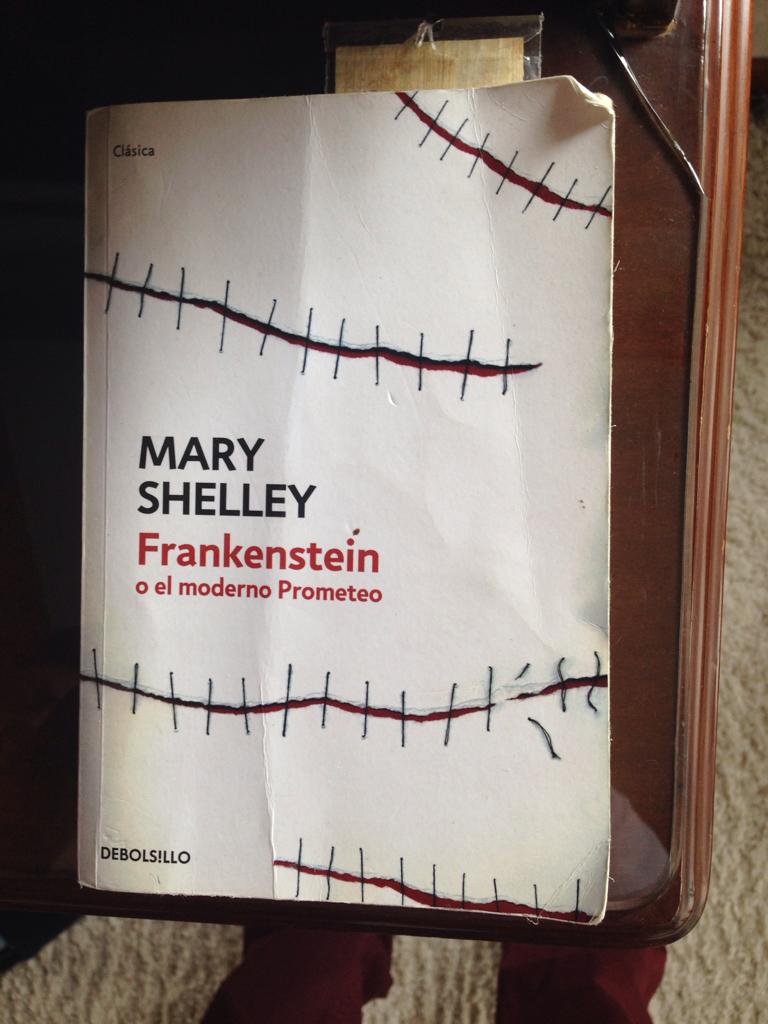 Clásica
MARY
SHELLEY
Frankenstein
o el moderno Prometeo
DEBOLS!LLO